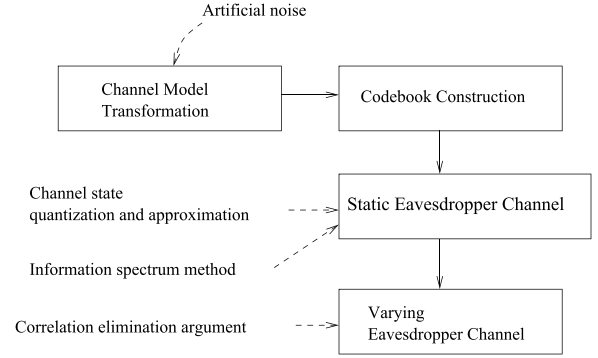 Artificial noise
Channel Model
Transformation
Codebook Construction
Channel state
quantization and approximation
Static Eavesdropper Channel
Information spectrum method
Varying
Eavesdropper Channel
Correlation elimination argument